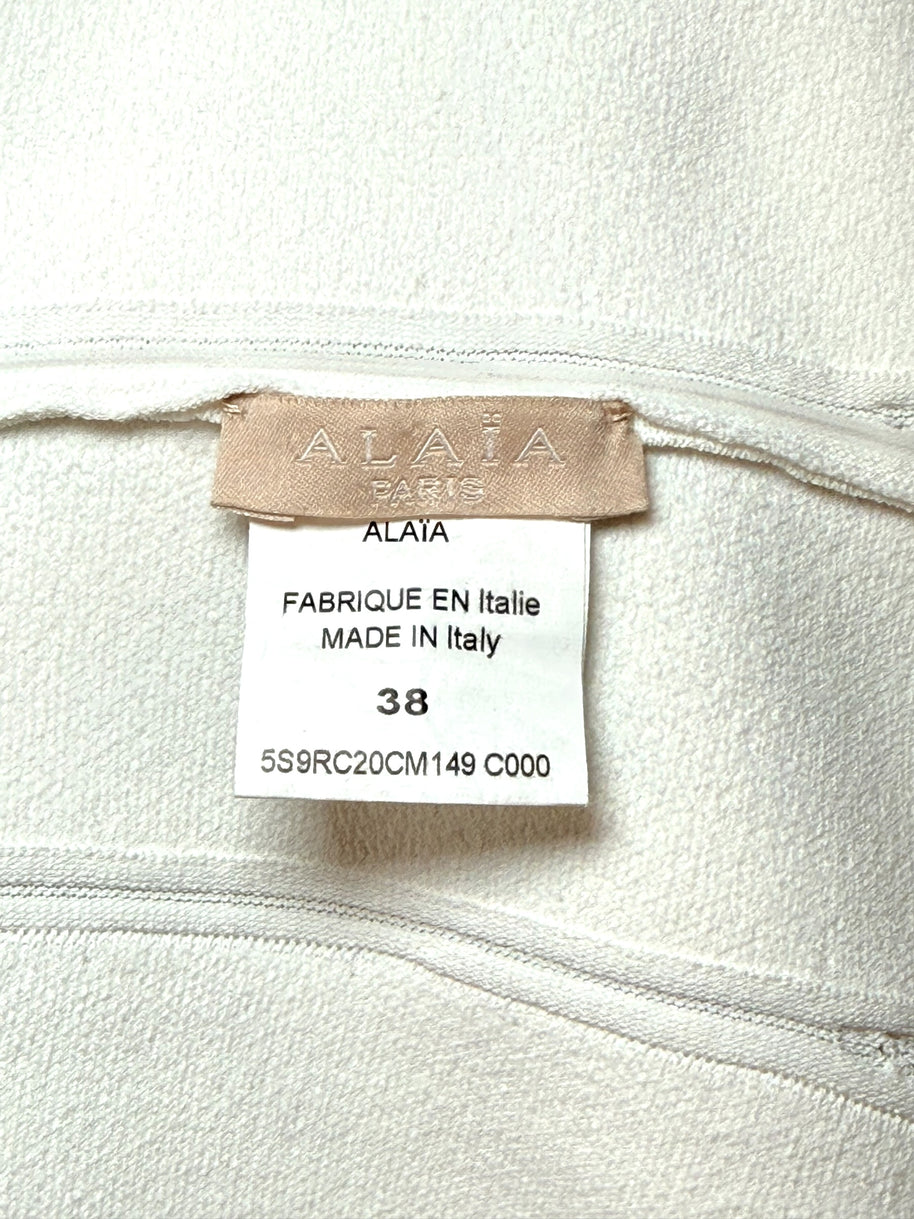 ALAÏA
PARIS
ALAÏA
FABRIQUE EN Italie
MADE IN Italy
38
5S9RC20CM149 C000